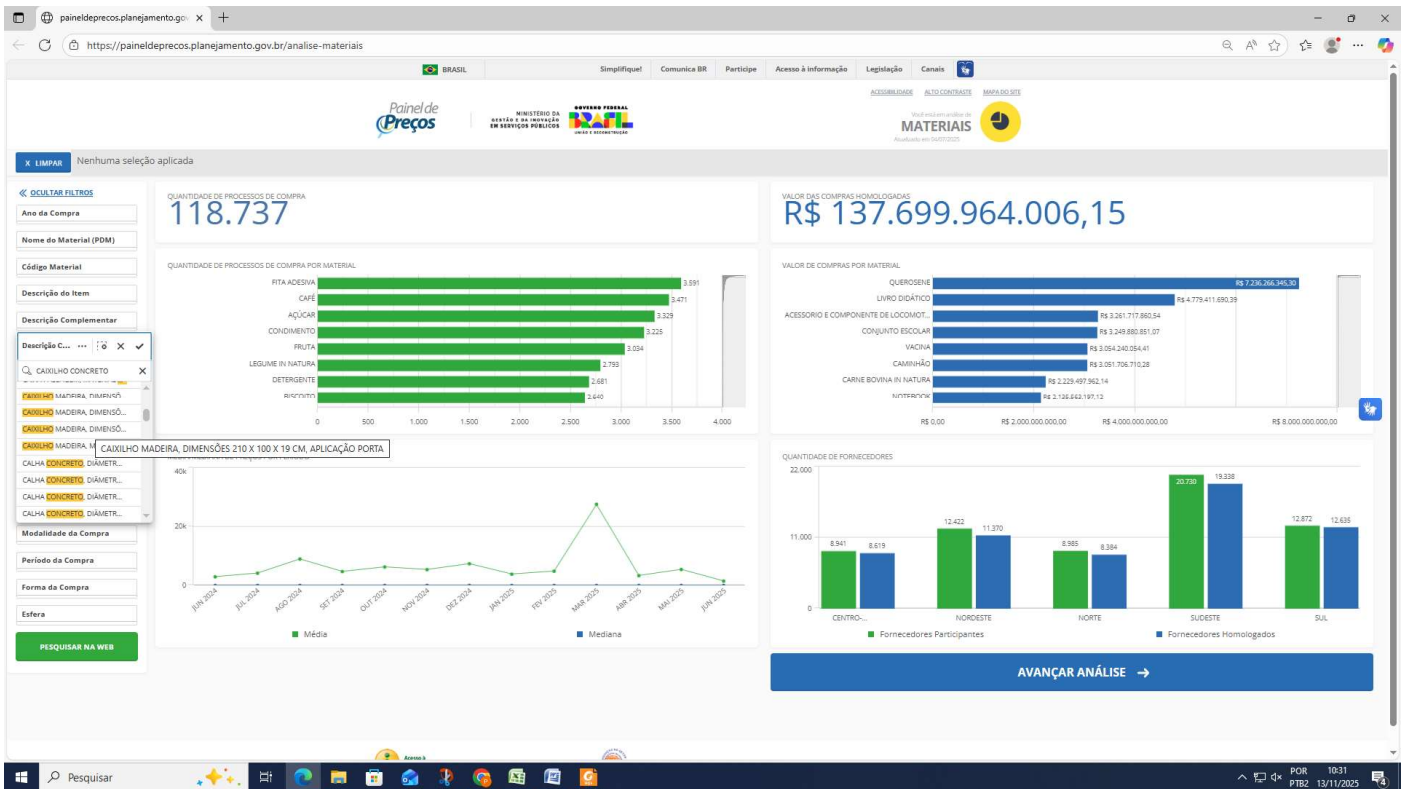 paineldeprecos.planejamento.go
https://paineldeprecos.planejamento.gov.br/analise-materiais
BRASIL
Simplifique! Comunica BR Participe Acesso à informação Legislação Canais
ACESSIBILIDADE ALTO CONTRASTE MAPA DO SITE
Painel de
Preços
MINISTÉRIO DA
GESTÃO E DA INOVAÇÃO
EM SERVIÇOS PÚBLICOS
GOVERNO FEDERAL
BRASIL
UNIÃO E RECONSTRUÇÃO
Você está em análise de
MATERIAIS
Atualizado em 04/07/2025
X LIMPAR Nenhuma seleção aplicada
OCULTAR FILTROS
Ano da Compra
Nome do Material (PDM)
Código Material
Descrição do Item
Descrição Complementar
Descrição C...
CAIXILHO CONCRETO
CAIXILHO MADEIRA, DIMENSÕ
CAIXILHO MADEIRA, DIMENSÕ...
CAIXILHO MADEIRA, DIMENSÕ...
CAIXILHO MADEIRA, M
CAIXILHO MADEIRA, DIMENSÕES 210 X 100 X 19 CM, APLICAÇÃO PORTA
CALHA CONCRETO, DIÂMETR...
CALHA CONCRETO, DIÂMETR...
CALHA CONCRETO, DIÂMETR...
CALHA CONCRETO, DIÂMETR...
Modalidade da Compra
Período da Compra
Forma da Compra
Esfera
PESQUISAR NA WEB
QUANTIDADE DE PROCESSOS DE COMPRA
118.737
VALOR DAS COMPRAS HOMOLOGADAS
R$ 137.699.964.006,15
QUANTIDADE DE PROCESSOS DE COMPRA POR MATERIAL
FITA ADESIVA 3.591
CAFÉ 3.471
AÇÚCAR 3.329
CONDIMENTO 3.225
FRUTA 3.034
LEGUME IN NATURA 2.793
DETERGENTE 2.681
BISCOITO 2.640
0 500 1.000 1.500 2.000 2.500 3.000 3.500 4.000
VALOR DE COMPRAS POR MATERIAL
QUEROSENE R$ 7.236.266.345,30
LIVRO DIDÁTICO R$ 4.779.411.690,39
ACESSORIO E COMPONENTE DE LOCOMOT... R$ 3.261.717.860,54
CONJUNTO ESCOLAR R$ 3.249.880.851,07
VACINA R$ 3.054.240.054,41
CAMINHÃO R$ 3.051.706.710,28
CARNE BOVINA IN NATURA R$ 2.229.497.962,14
NOTEBOOK R$ 2.135.563.197,12
R$ 0,00 R$ 2.000.000.000,00 R$ 4.000.000.000,00 R$ 8.000.000.000,00
40k
20k
0
JUN 2024 JUL 2024 AGO 2024 SET 2024 OUT 2024 NOV 2024 DEZ 2024 JAN 2025 FEV 2025 MAR 2025 ABR 2025 MAI 2025 JUN 2025
Média Mediana
QUANTIDADE DE FORNECEDORES
22.000
11.000
0
8.941 8.619 12.422 11.370 8.985 8.384 20.730 19.338 12.872 12.635
CENTRO-... NORDESTE NORTE SUDESTE SUL
Fornecedores Participantes Fornecedores Homologados
AVANÇAR ANÁLISE
Acesso à
Pesquisar
POR 10:31
PTB2 13/11/2025
4